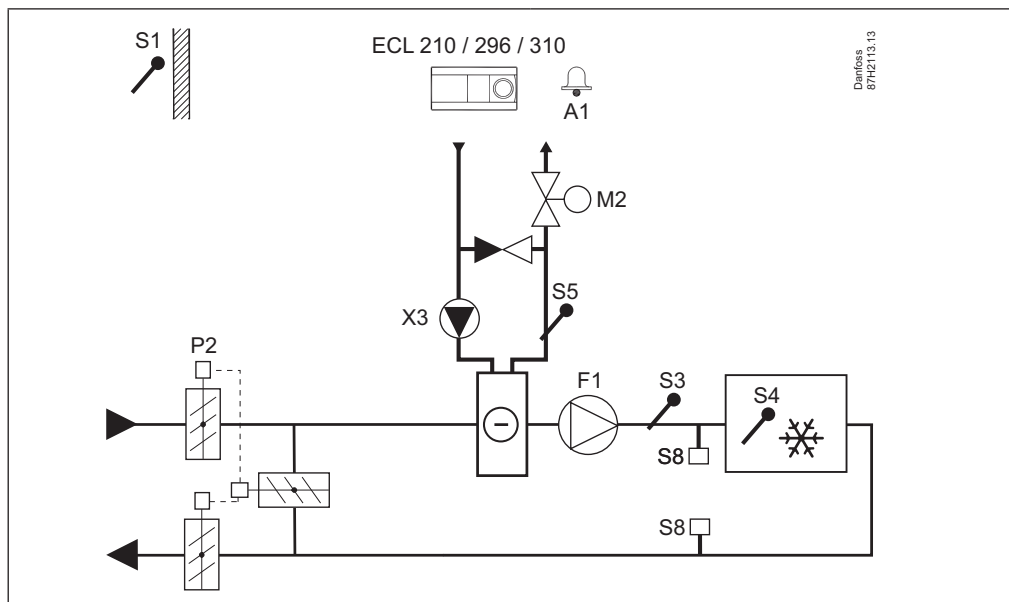 S1
ECL 210 / 296 / 310
A1
Danfoss
87H2113.13
M2
S5
X3
P2
F1
S3
S4
S8
S8